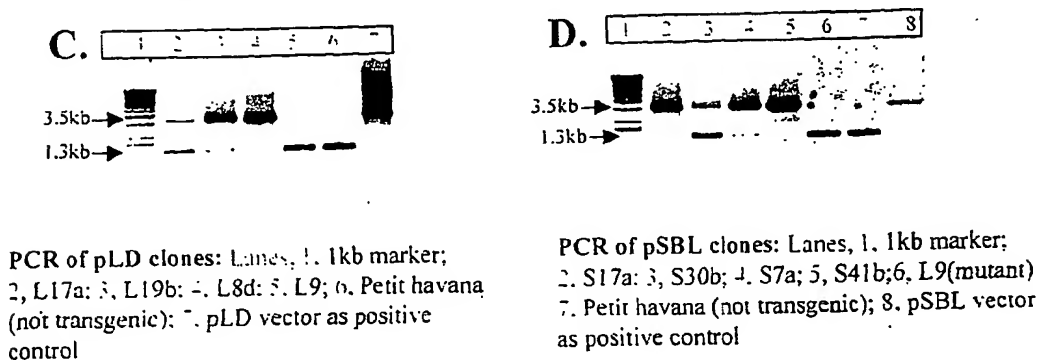 C. 1 2 3 4 5 6 7
3.5kb
1.3kb
PCR of pLD clones: Lanes, 1. 1kb marker;
2, L17a: 3, L19b: 4. L8d: 5. L9; 6. Petit havana
(not transgenic): 7. pLD vector as positive
control
D. 1 2 3 4 5 6 7 8
3.5kb
1.3kb
PCR of pSBL clones: Lanes, 1. 1kb marker;
2. S17a: 3, S30b; 4. S7a; 5, S41b;6. L9(mutant)
7. Petit havana (not transgenic); 8. pSBL vector
as positive control